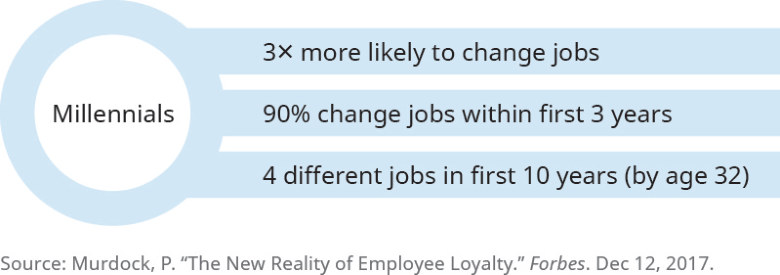 Millennials
3× more likely to change jobs
90% change jobs within first 3 years
4 different jobs in first 10 years (by age 32)
Source: Murdock, P. “The New Reality of Employee Loyalty.” Forbes. Dec 12, 2017.